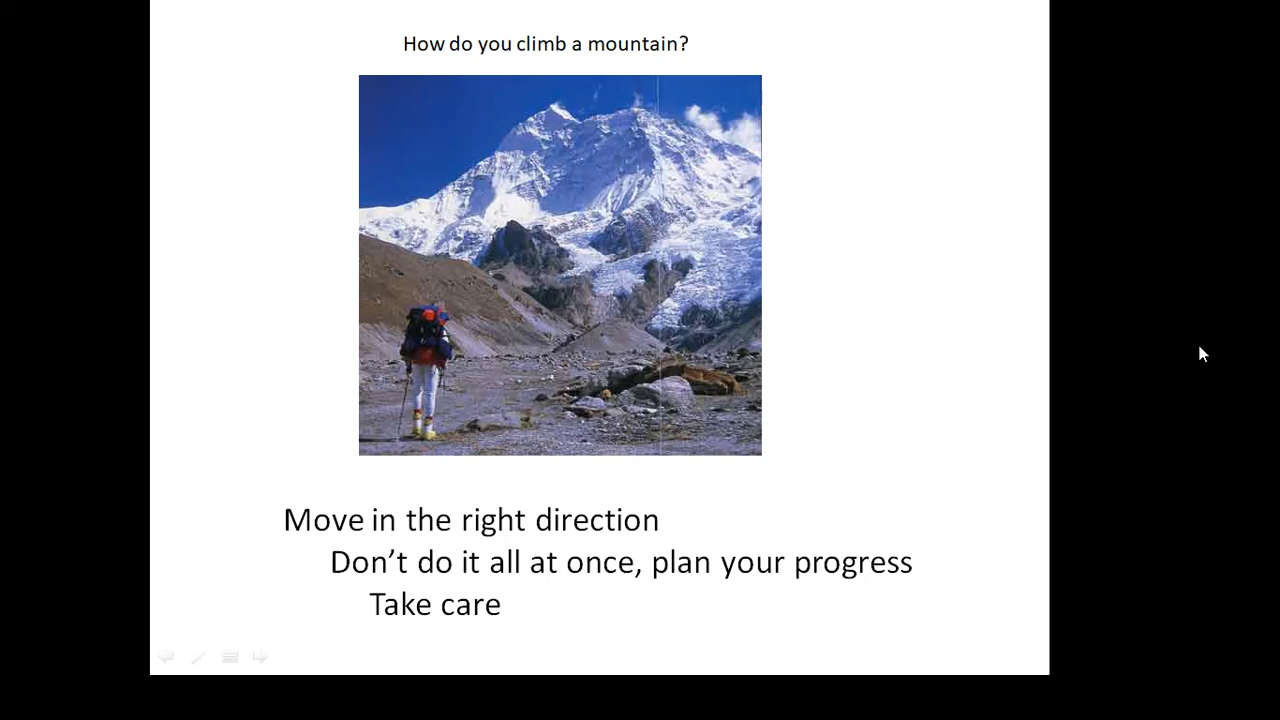 How do you climb a mountain?
Move in the right direction
Don’t do it all at once, plan your progress
Take care